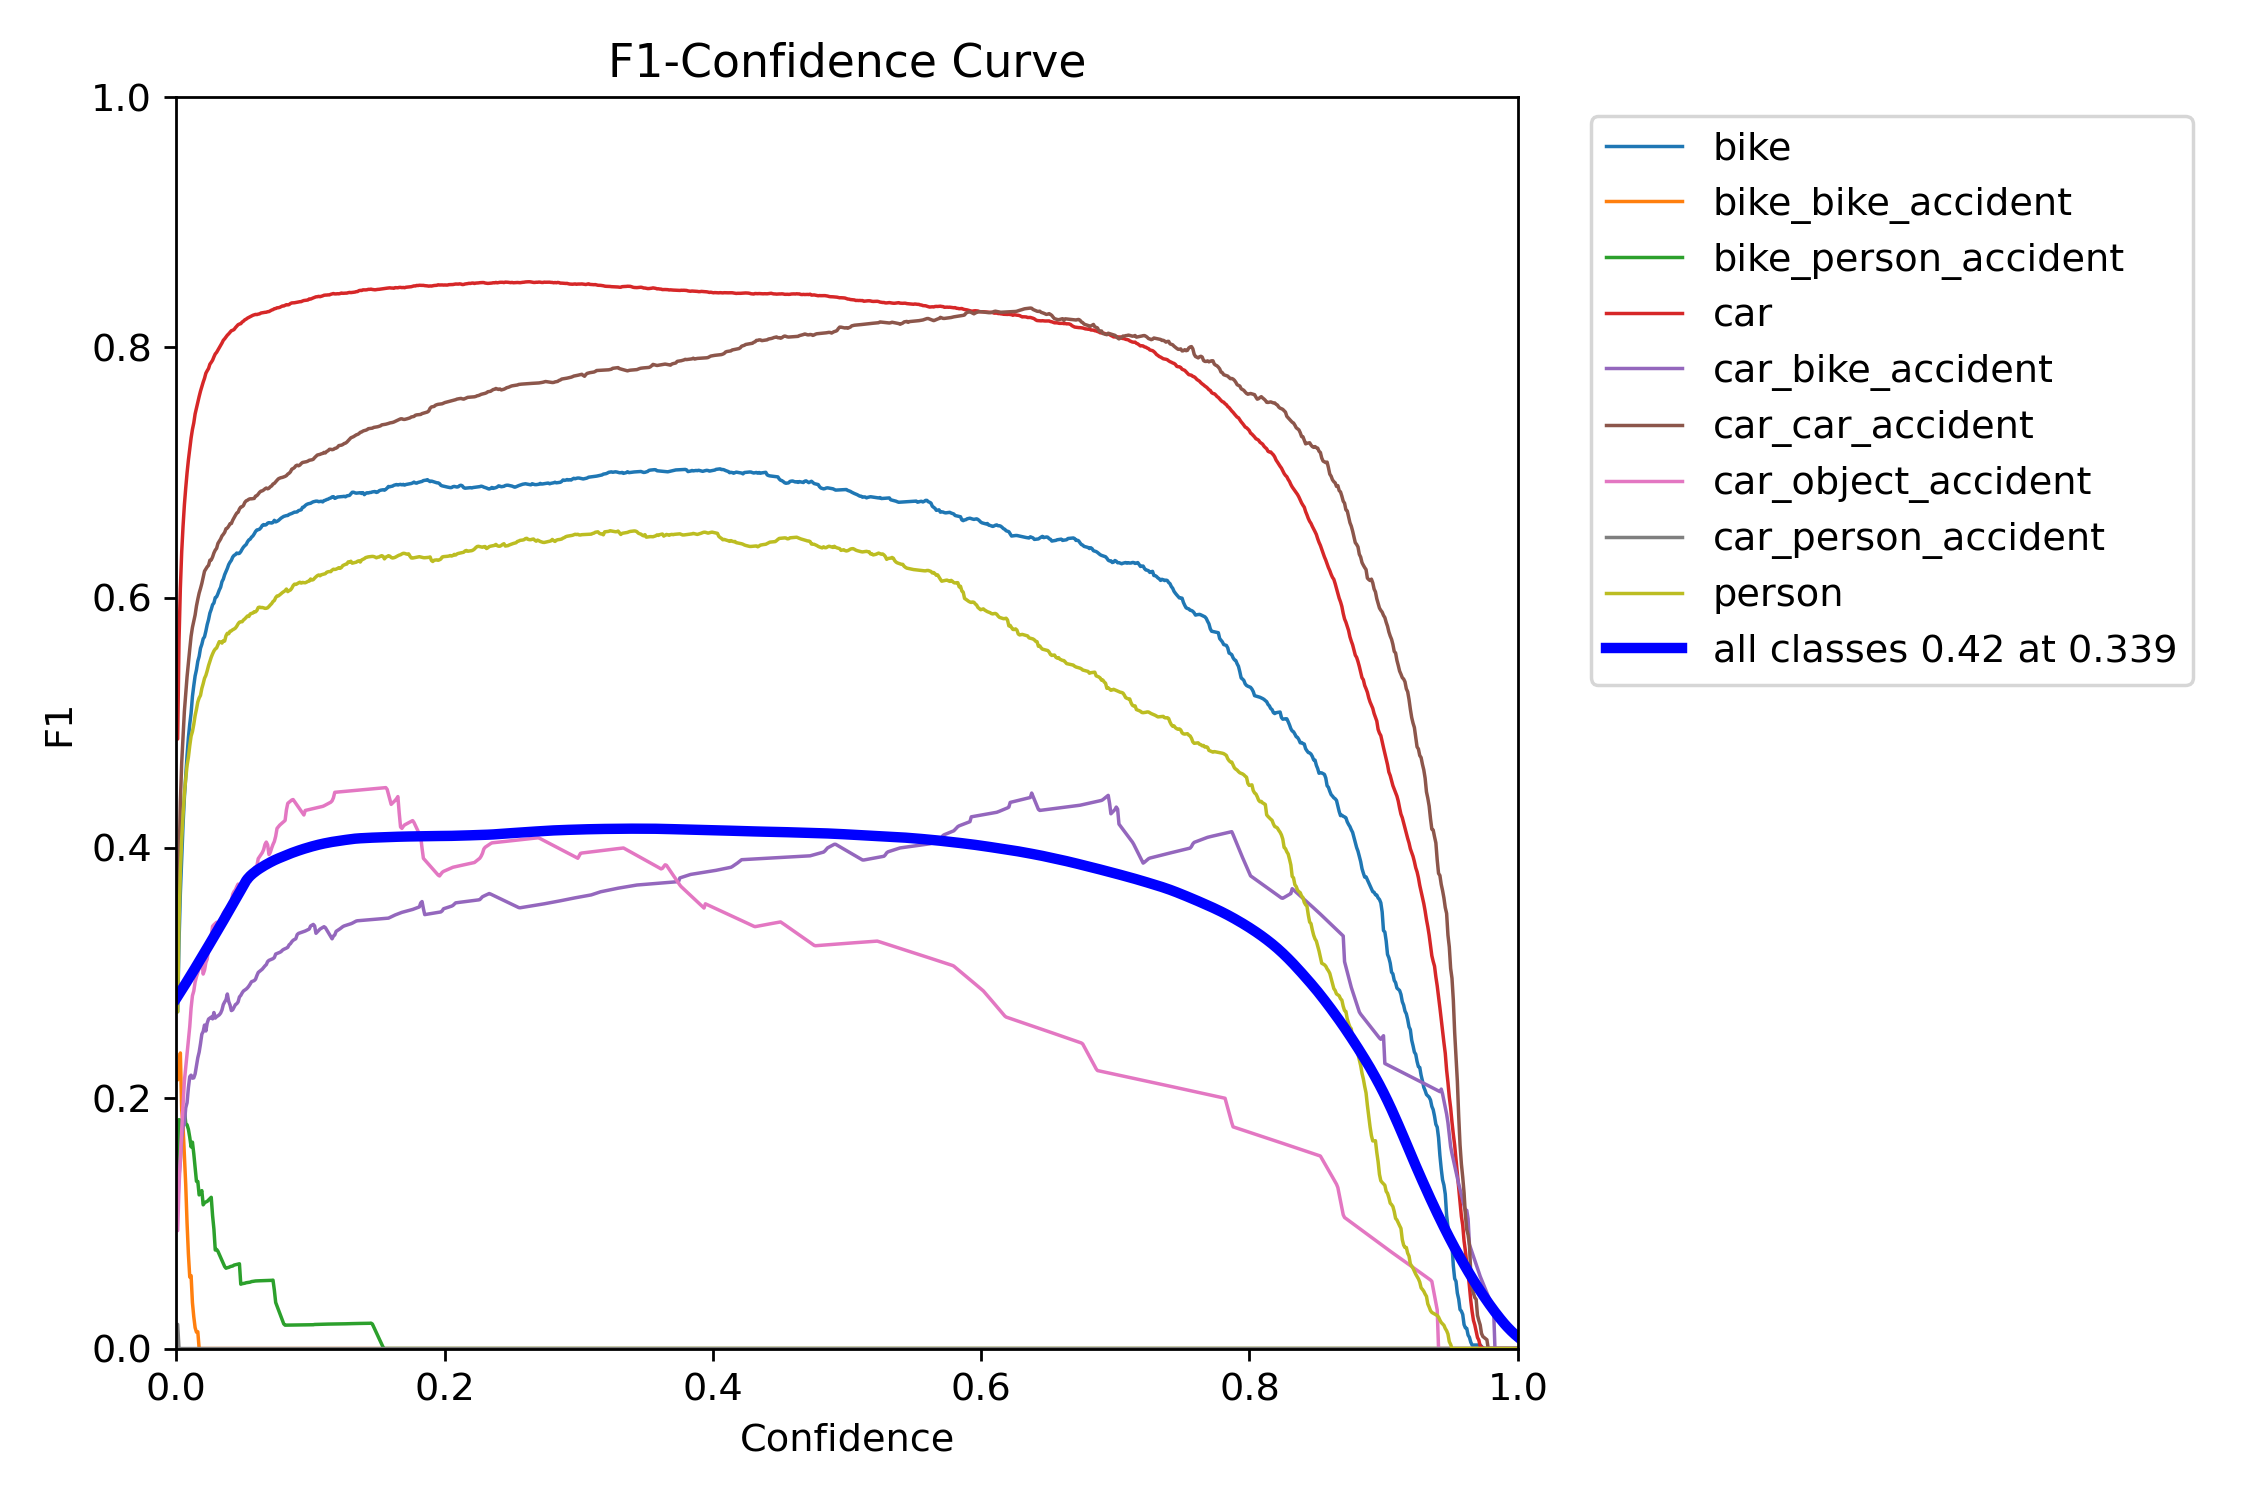 F1-Confidence Curve
1.0
0.8
0.6
0.4
0.2
0.0
F1
0.0 0.2 0.4 0.6 0.8 1.0
Confidence
bike
bike_bike_accident
bike_person_accident
car
car_bike_accident
car_car_accident
car_object_accident
car_person_accident
person
all classes 0.42 at 0.339